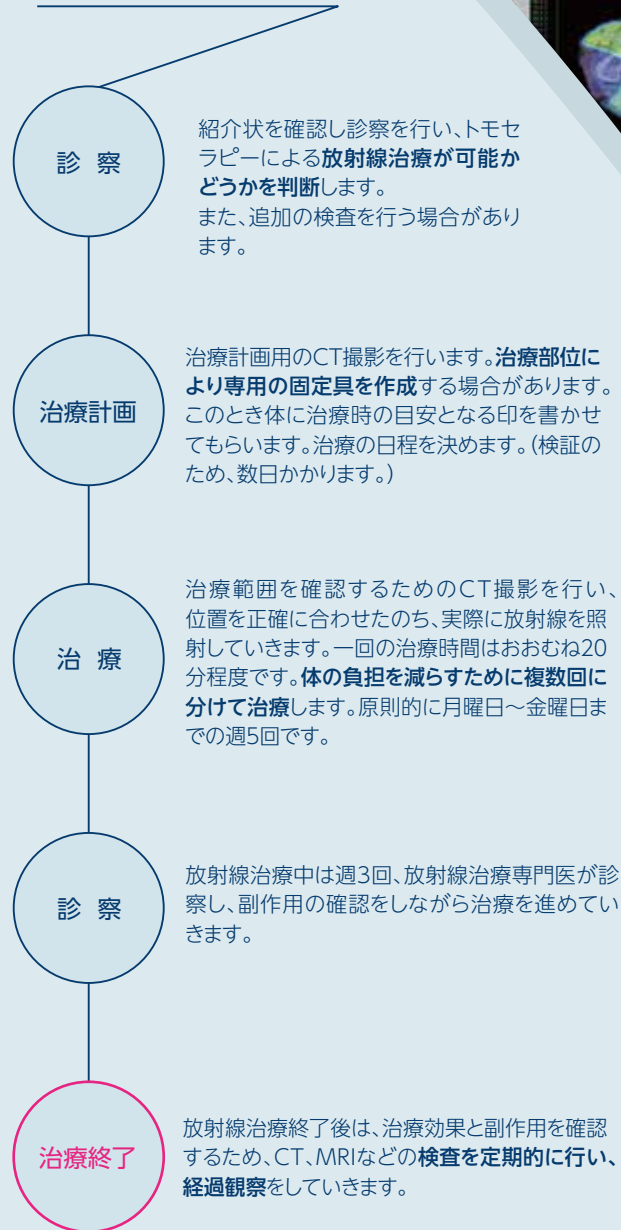 診 察
紹介状を確認し診察を行い、トモセ
ラピーによる放射線治療が可能か
どうかを判断します。
また、追加の検査を行う場合があり
ます。
治療計画
治療計画用のCT撮影を行います。治療部位に
より専用の固定具を作成する場合があります。
このとき体に治療時の目安となる印を書かせ
てもらいます。治療の日程を決めます。(検証の
ため、数日かかります。)
治 療
治療範囲を確認するためのCT撮影を行い、
位置を正確に合わせたのち、実際に放射線を照
射していきます。一回の治療時間はおおむね20
分程度です。体の負担を減らすために複数回に
分けて治療します。原則的に月曜日～金曜日ま
での週5回です。
診 察
放射線治療中は週3回、放射線治療専門医が診
察し、副作用の確認をしながら治療を進めてい
きます。
治療終了
放射線治療終了後は、治療効果と副作用を確認
するため、CT、MRIなどの検査を定期的に行い、
経過観察をしていきます。